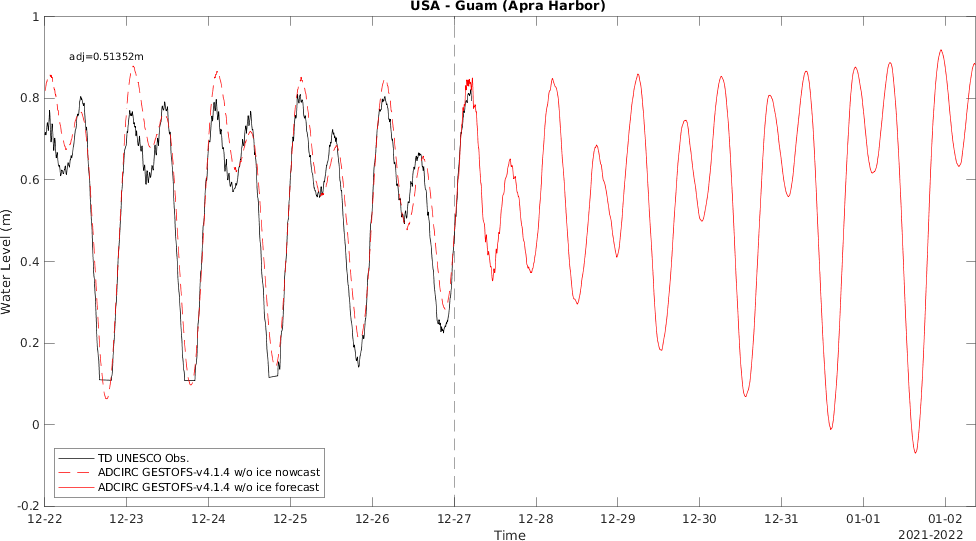 USA - Guam (Apra Harbor)
adj=0.51352m
1
0.8
0.6
0.4
0.2
0
-0.2
Water Level (m)
TD UNESCO Obs.
ADCIRC GESTOFS-v4.1.4 w/o ice nowcast
ADCIRC GESTOFS-v4.1.4 w/o ice forecast
12-22 12-23 12-24 12-25 12-26 12-27 12-28 12-29 12-30 12-31 01-01 01-02
Time
2021-2022